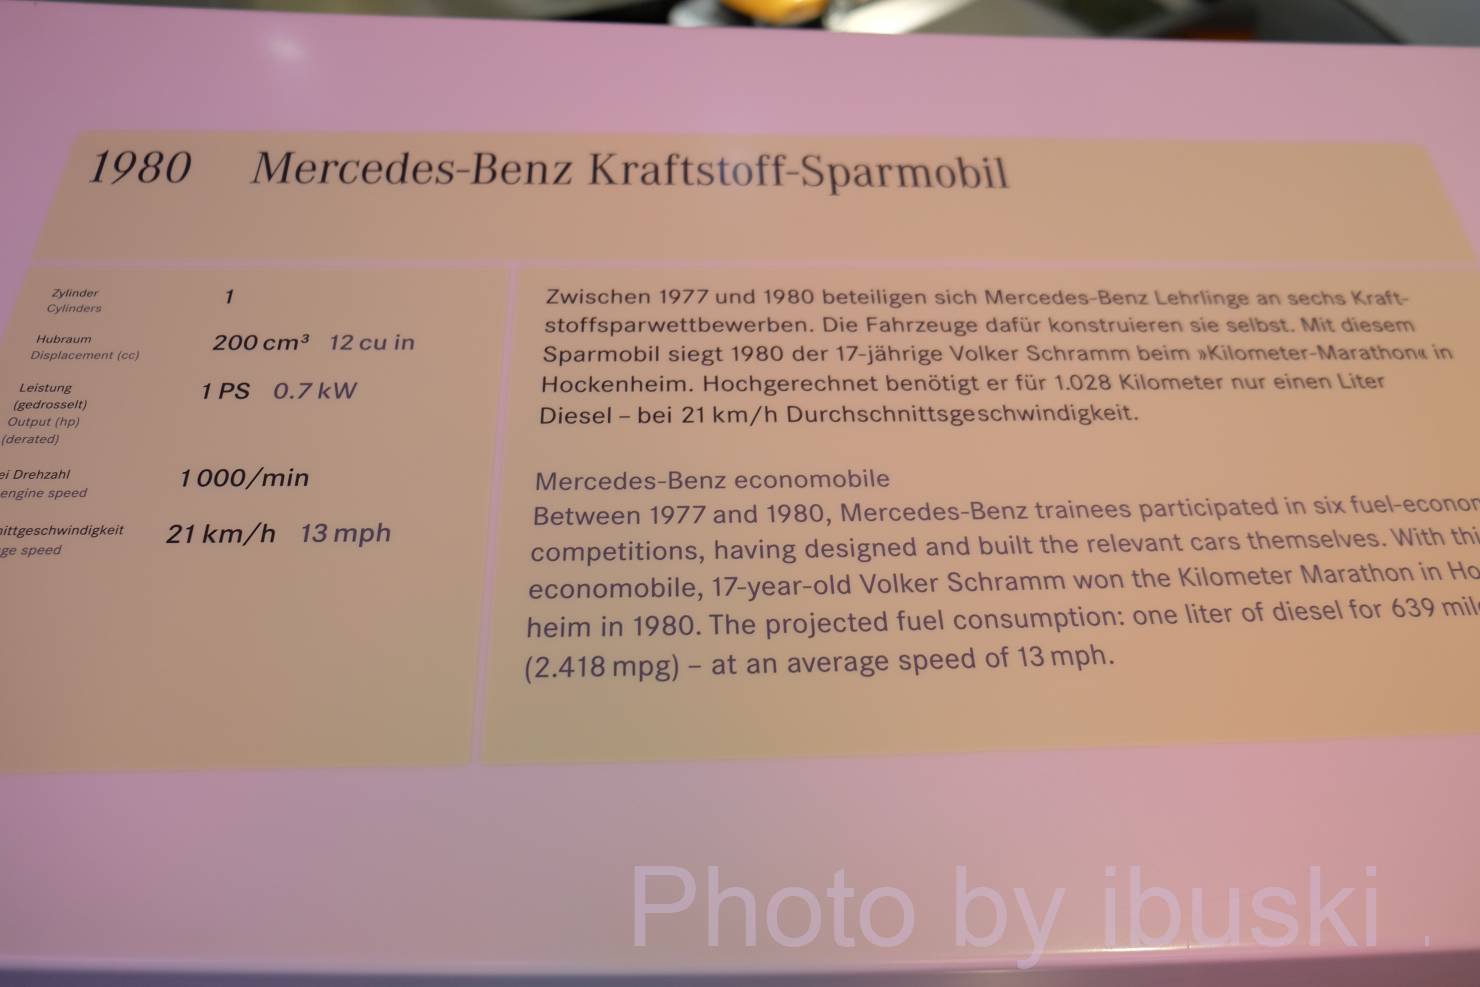 1980 Mercedes-Benz Kraftstoff-Sparmobil
Zylinder 1
Cylinders
Hubraum 200 cm³ 12 cu in
Displacement (cc)
Leistung 1 PS 0.7 kW
(gedrosselt)
Output (hp)
(derated)
ei Drehzahl 1 000/min
engine speed
ittgeschwindigkeit 21 km/h 13 mph
ge speed
Zwischen 1977 und 1980 beteiligen sich Mercedes-Benz Lehrlinge an sechs Kraft-
stoffsparwettbewerben. Die Fahrzeuge dafür konstruieren sie selbst. Mit diesem
Sparmobil siegt 1980 der 17-jährige Volker Schramm beim »Kilometer-Marathon« in
Hockenheim. Hochgerechnet benötigt er für 1.028 Kilometer nur einen Liter
Diesel – bei 21 km/h Durchschnittsgeschwindigkeit.
Mercedes-Benz economobile
Between 1977 and 1980, Mercedes-Benz trainees participated in six fuel-econom
competitions, having designed and built the relevant cars themselves. With thi
economobile, 17-year-old Volker Schramm won the Kilometer Marathon in Ho
heim in 1980. The projected fuel consumption: one liter of diesel for 639 mile
(2.418 mpg) – at an average speed of 13 mph.
Photo by ibuski .